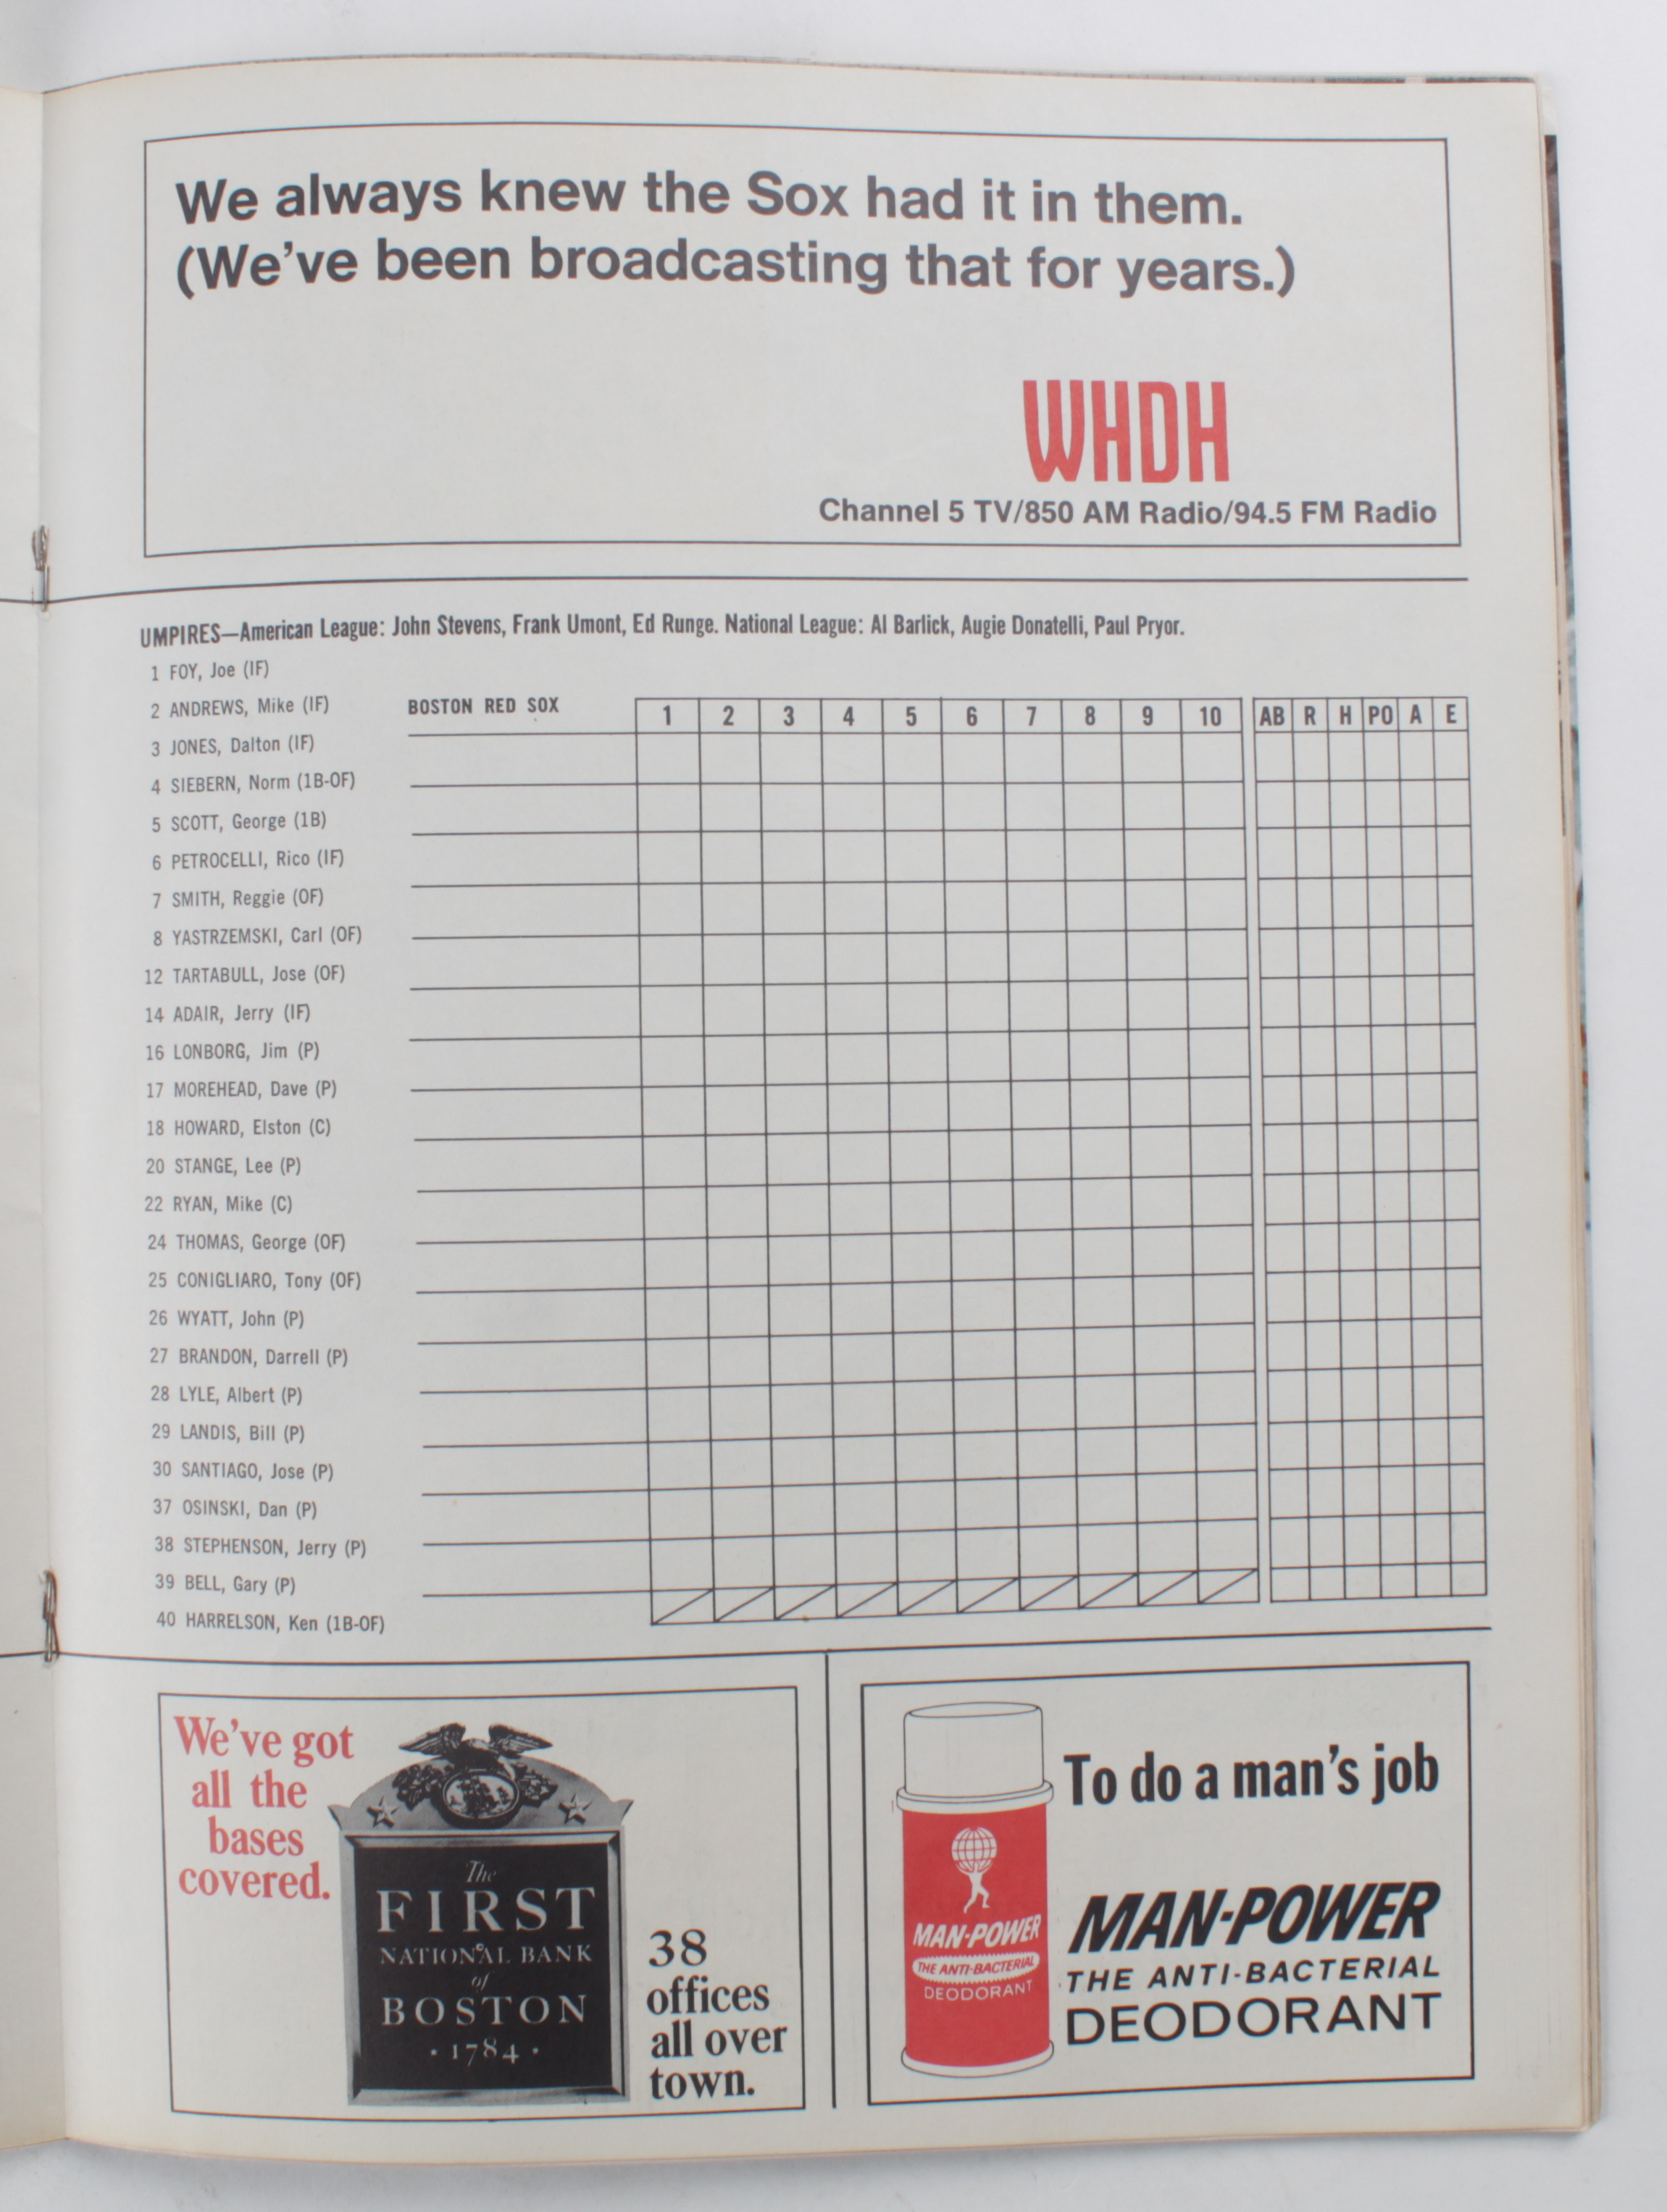 We always knew the Sox had it in them.
(We've been broadcasting that for years.)
WHDH
Channel 5 TV/850 AM Radio/94.5 FM Radio
UMPIRES—American League: John Stevens, Frank Umont, Ed Runge. National League: Al Barlick, Augie Donatelli, Paul Pryor.
1 FOY, Joe (IF)
2 ANDREWS, Mike (IF)
3 JONES, Dalton (IF)
4 SIEBERN, Norm (1B-OF)
5 SCOTT, George (1B)
6 PETROCELLI, Rico (IF)
7 SMITH, Reggie (OF)
8 YASTRZEMSKI, Carl (OF)
12 TARTABULL, Jose (OF)
14 ADAIR, Jerry (IF)
16 LONBORG, Jim (P)
17 MOREHEAD, Dave (P)
18 HOWARD, Elston (C)
20 STANGE, Lee (P)
22 RYAN, Mike (C)
24 THOMAS, George (OF)
25 CONIGLIARO, Tony (OF)
26 WYATT, John (P)
27 BRANDON, Darrell (P)
28 LYLE, Albert (P)
29 LANDIS, Bill (P)
30 SANTIAGO, Jose (P)
37 OSINSKI, Dan (P)
38 STEPHENSON, Jerry (P)
39 BELL, Gary (P)
40 HARRELSON, Ken (1B-OF)
BOSTON RED SOX 1 2 3 4 5 6 7 8 9 10 AB R H PO A E
We've got
all the
bases
covered.
The
FIRST
NATIONAL BANK
of
BOSTON
· 1784 ·
38
offices
all over
town.
To do a man's job
MAN-POWER
THE ANTI-BACTERIAL
DEODORANT
MAN-POWER
THE ANTI-BACTERIAL
DEODORANT